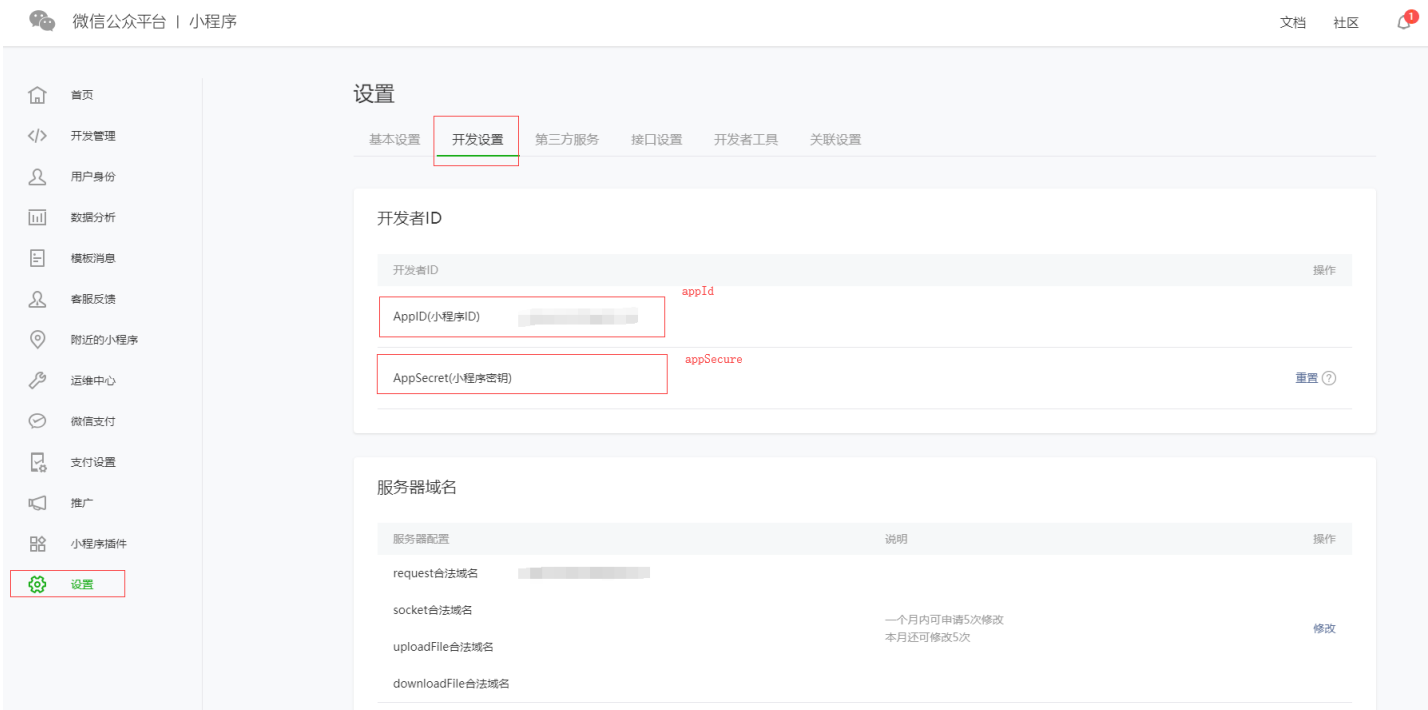 微信公众平台 | 小程序
文档 社区 1
首页
开发管理
用户身份
数据分析
模板消息
客服反馈
附近的小程序
运维中心
微信支付
支付设置
推广
小程序插件
设置
设置
基本设置 开发设置 第三方服务 接口设置 开发者工具 关联设置
开发者ID
开发者ID 操作
appId
AppID(小程序ID)
appSecure
AppSecret(小程序密钥) 重置 ?
服务器域名
服务器配置 说明 操作
request合法域名
socket合法域名
一个月内可申请5次修改
本月还可修改5次
修改
uploadFile合法域名
downloadFile合法域名